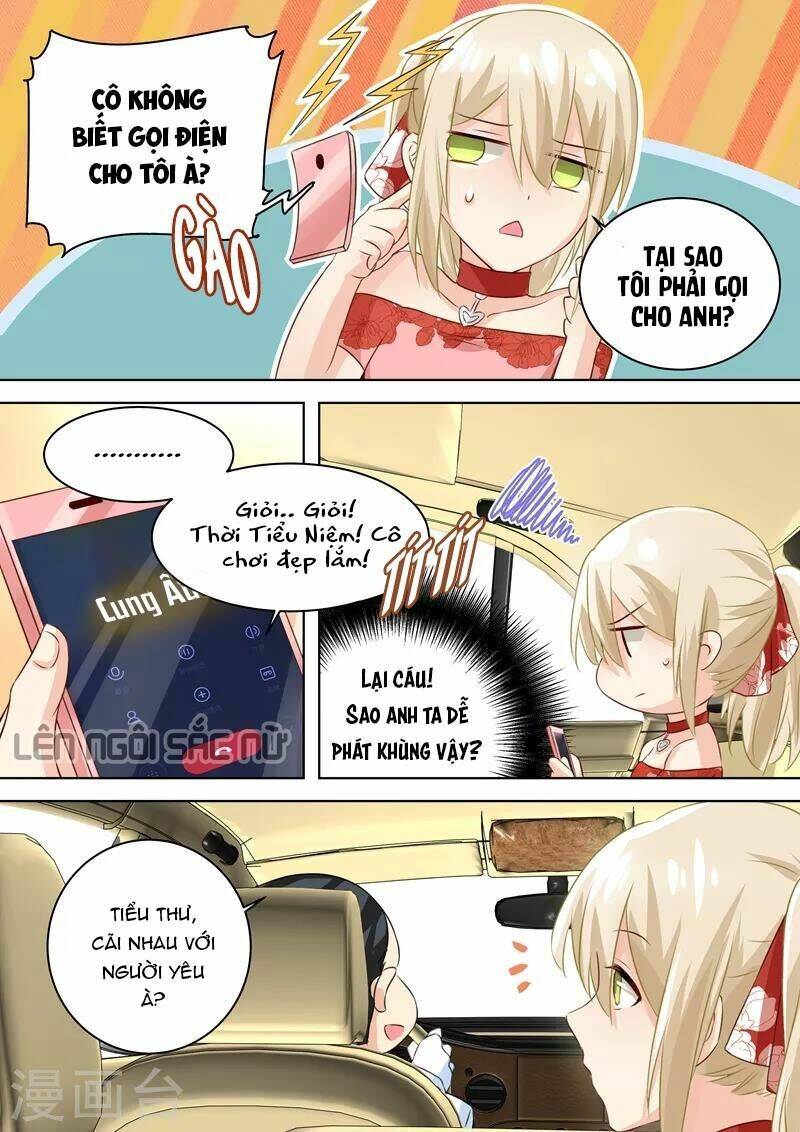 CÔ KHÔNG
BIẾT GỌI ĐIỆN
CHO TÔI À?
GÀO
TẠI SAO
TÔI PHẢI GỌI
CHO ANH?
...........
Giỏi.. Giỏi!
Thời Tiểu Niệm! Cô
chơi đẹp lắm!
Cung Âu
TÍT TÍT
LẠI CÁU!
SAO ANH TA DỄ
PHÁT KHÙNG VẬY?
LÊN NGÔI SẮC NỮ
TIỂU THƯ,
CÃI NHAU VỚI
NGƯỜI YÊU
À?
漫画台